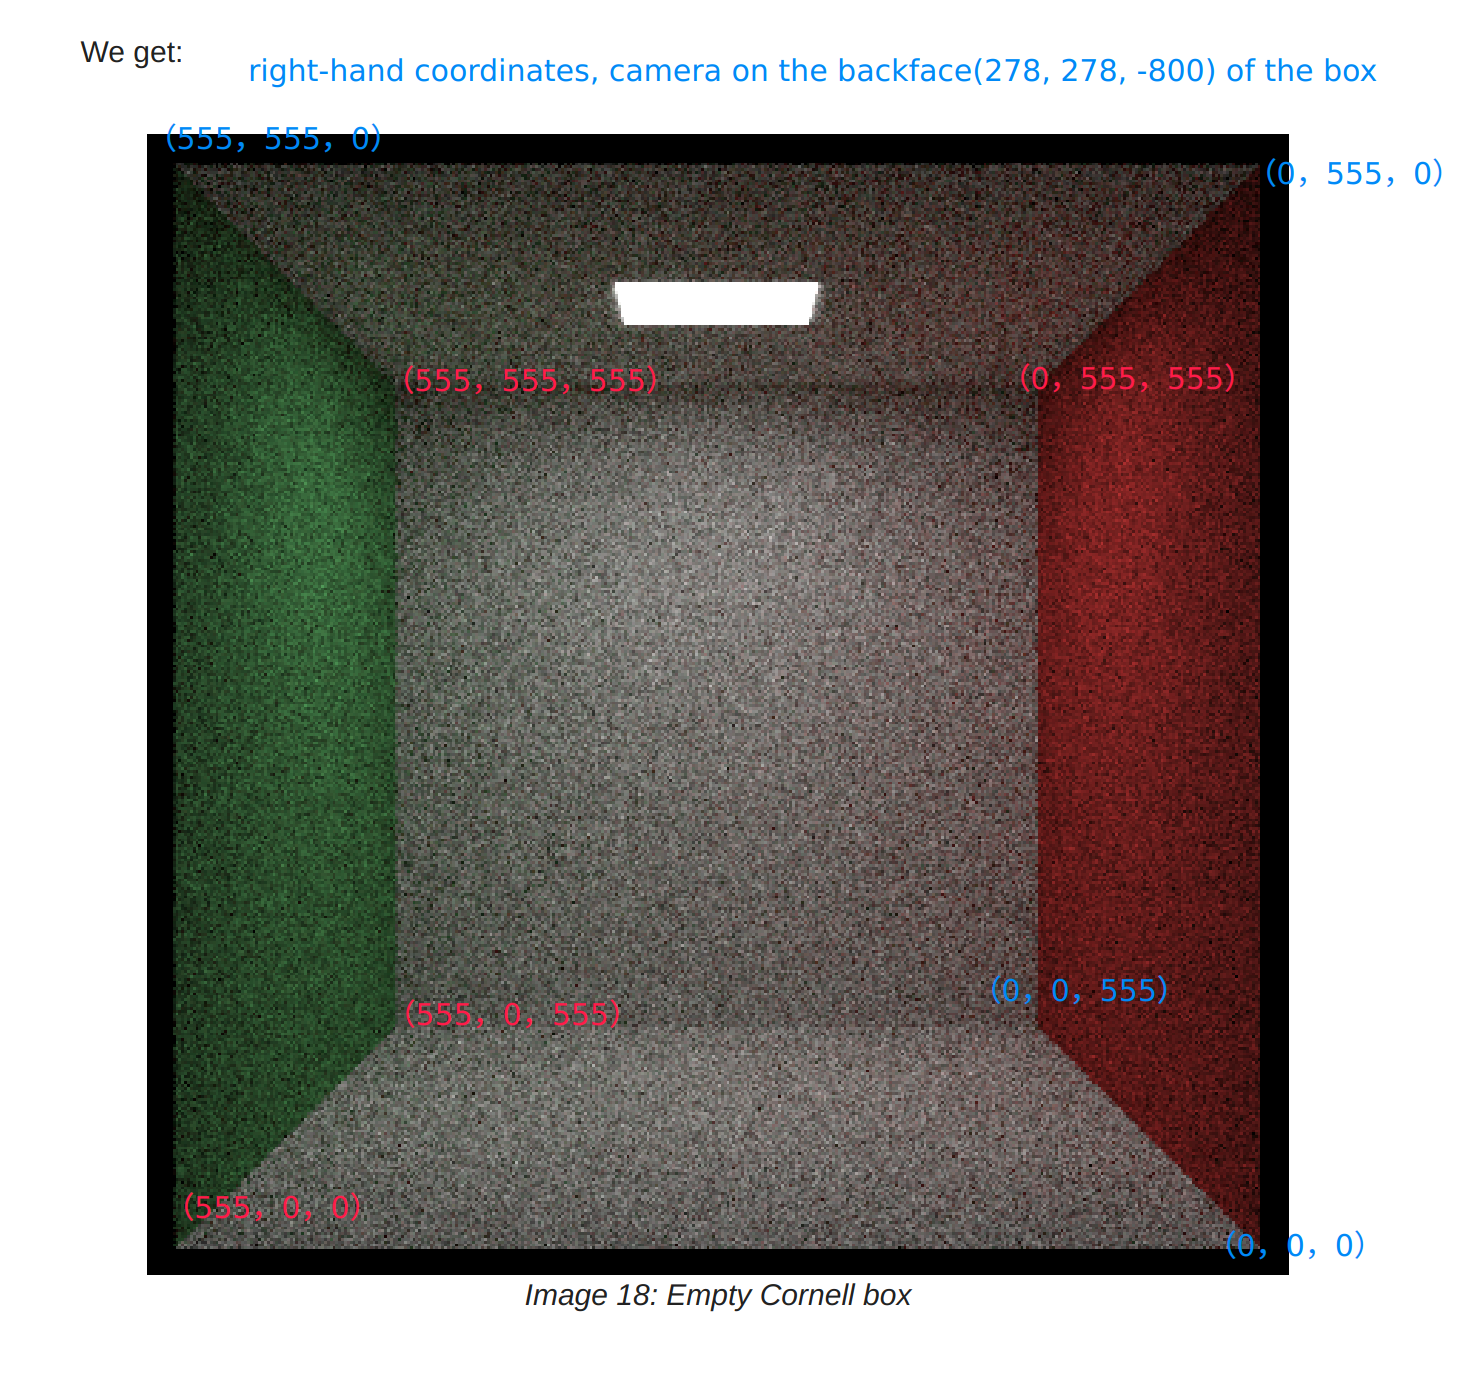 We get:
right-hand coordinates, camera on the backface(278, 278, -800) of the box
(555, 555, 0)
(0, 555, 0)
(555, 555, 555)
(0, 555, 555)
(0, 0, 555)
(555, 0, 555)
(555, 0, 0)
(0, 0, 0)
Image 18: Empty Cornell box